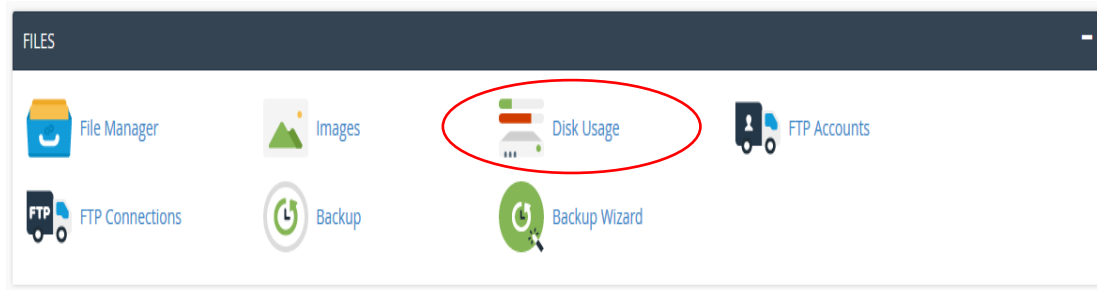 FILES
File Manager
Images
Disk Usage
FTP Accounts
FTP
FTP Connections
Backup
Backup Wizard